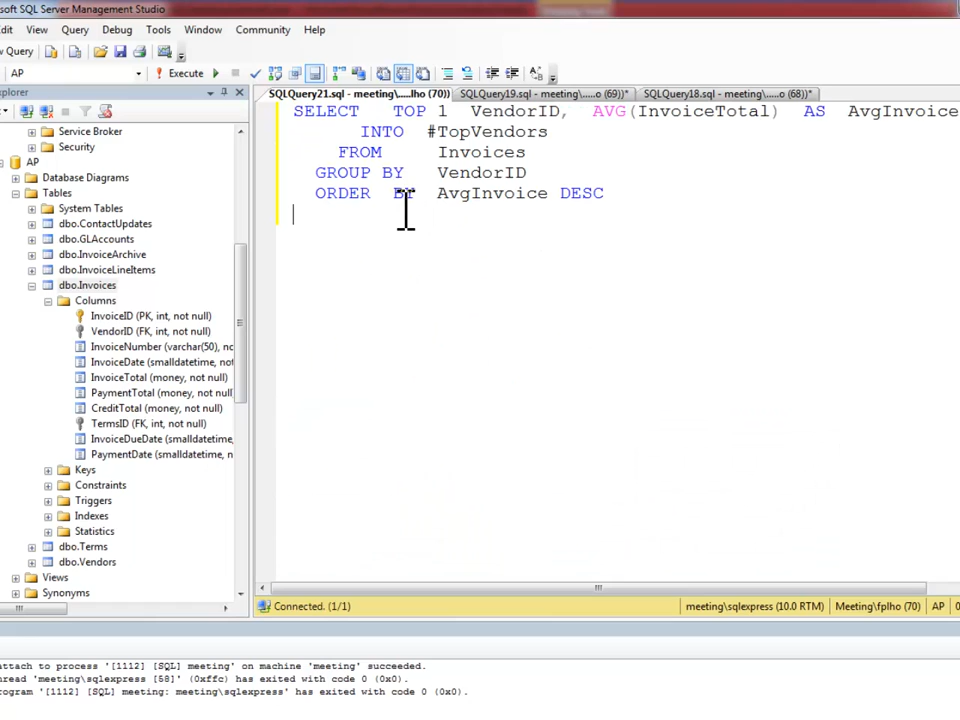 soft SQL Server Management Studio
dit View Query Debug Tools Window Community Help
w Query
AP Execute
xplorer
SQLQuery21.sql - meeting\.....lho (70)) SQLQuery19.sql - meeting\.....o (69))* SQLQuery18.sql - meeting\.....o (68))*
Service Broker
Security
AP
Database Diagrams
Tables
System Tables
dbo.ContactUpdates
dbo.GLAccounts
dbo.InvoiceArchive
dbo.InvoiceLineItems
dbo.Invoices
Columns
InvoiceID (PK, int, not null)
VendorID (FK, int, not null)
InvoiceNumber (varchar(50), nc
InvoiceDate (smalldatetime, not
InvoiceTotal (money, not null)
PaymentTotal (money, not null)
CreditTotal (money, not null)
TermsID (FK, int, not null)
InvoiceDueDate (smalldatetime,
PaymentDate (smalldatetime, n
Keys
Constraints
Triggers
Indexes
Statistics
dbo.Terms
dbo.Vendors
Views
Synonyms
SELECT TOP 1 VendorID, AVG(InvoiceTotal) AS AvgInvoice
INTO #TopVendors
FROM Invoices
GROUP BY VendorID
ORDER BY AvgInvoice DESC
Connected. (1/1) meeting\sqlexpress (10.0 RTM) Meeting\fplho (70) AP 0
attach to process '[1112] [SQL] meeting' on machine 'meeting' succeeded.
hread 'meeting\sqlexpress [58]' (0xffc) has exited with code 0 (0x0).
rogram '[1112] [SQL] meeting: meeting\sqlexpress' has exited with code 0 (0x0).